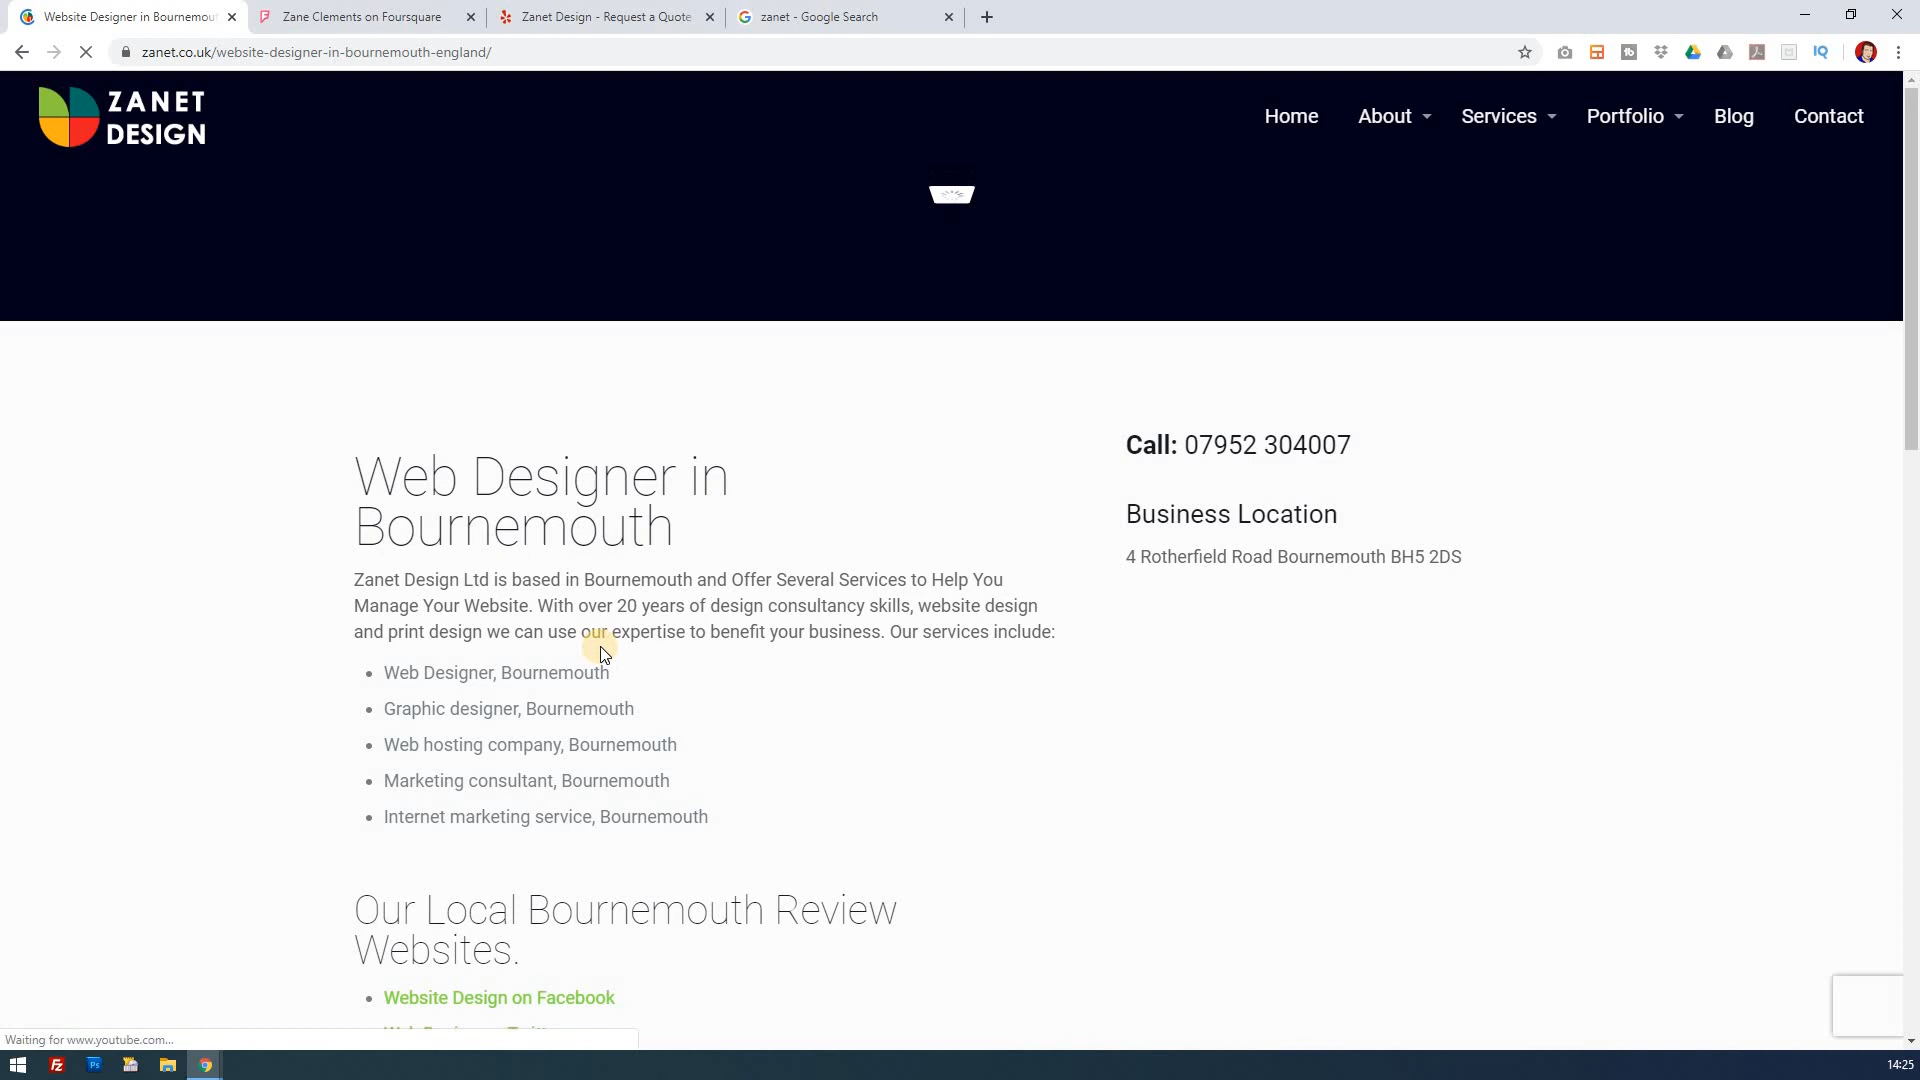 Website Designer in Bournemou
Zane Clements on Foursquare
Zanet Design - Request a Quote
zanet - Google Search
zanet.co.uk/website-designer-in-bournemouth-england/
ZANET
DESIGN
Home
About
Services
Portfolio
Blog
Contact
Web Designer in
Bournemouth
Zanet Design Ltd is based in Bournemouth and Offer Several Services to Help You
Manage Your Website. With over 20 years of design consultancy skills, website design
and print design we can use our expertise to benefit your business. Our services include:
Web Designer, Bournemouth
Graphic designer, Bournemouth
Web hosting company, Bournemouth
Marketing consultant, Bournemouth
Internet marketing service, Bournemouth
Our Local Bournemouth Review
Websites.
Website Design on Facebook
Call: 07952 304007
Business Location
4 Rotherfield Road Bournemouth BH5 2DS
Waiting for www.youtube.com...
Fz
Ps
14:25